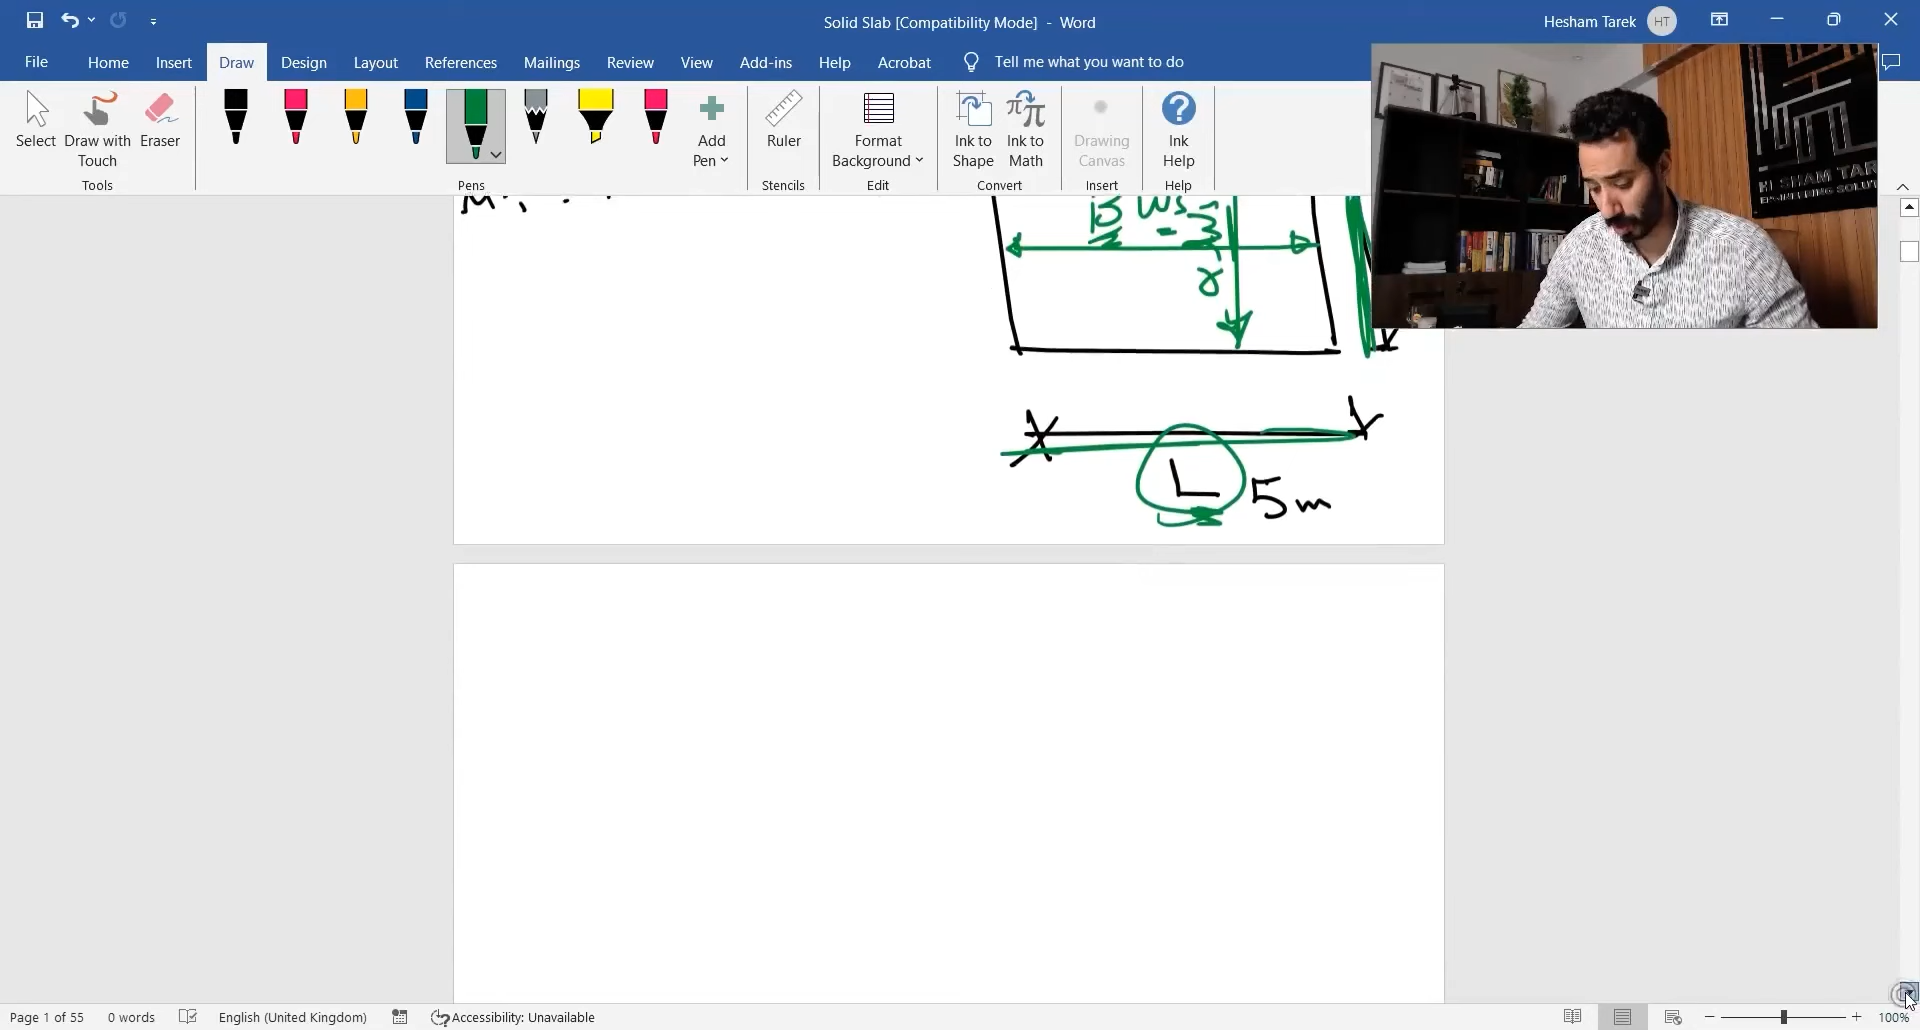 Solid Slab [Compatibility Mode] - Word
Hesham Tarek
HT
File Home Insert Draw Design Layout References Mailings Review View Add-ins Help Acrobat Tell me what you want to do
Select
Draw with Touch
Eraser
Add Pen
Ruler
Format Background
Ink to Shape
Ink to Math
Drawing Canvas
Ink Help
Tools
Pens
Stencils
Edit
Convert
Insert
Help
β Ws
γ
L 5m
Page 1 of 55
0 words
English (United Kingdom)
Accessibility: Unavailable
100%